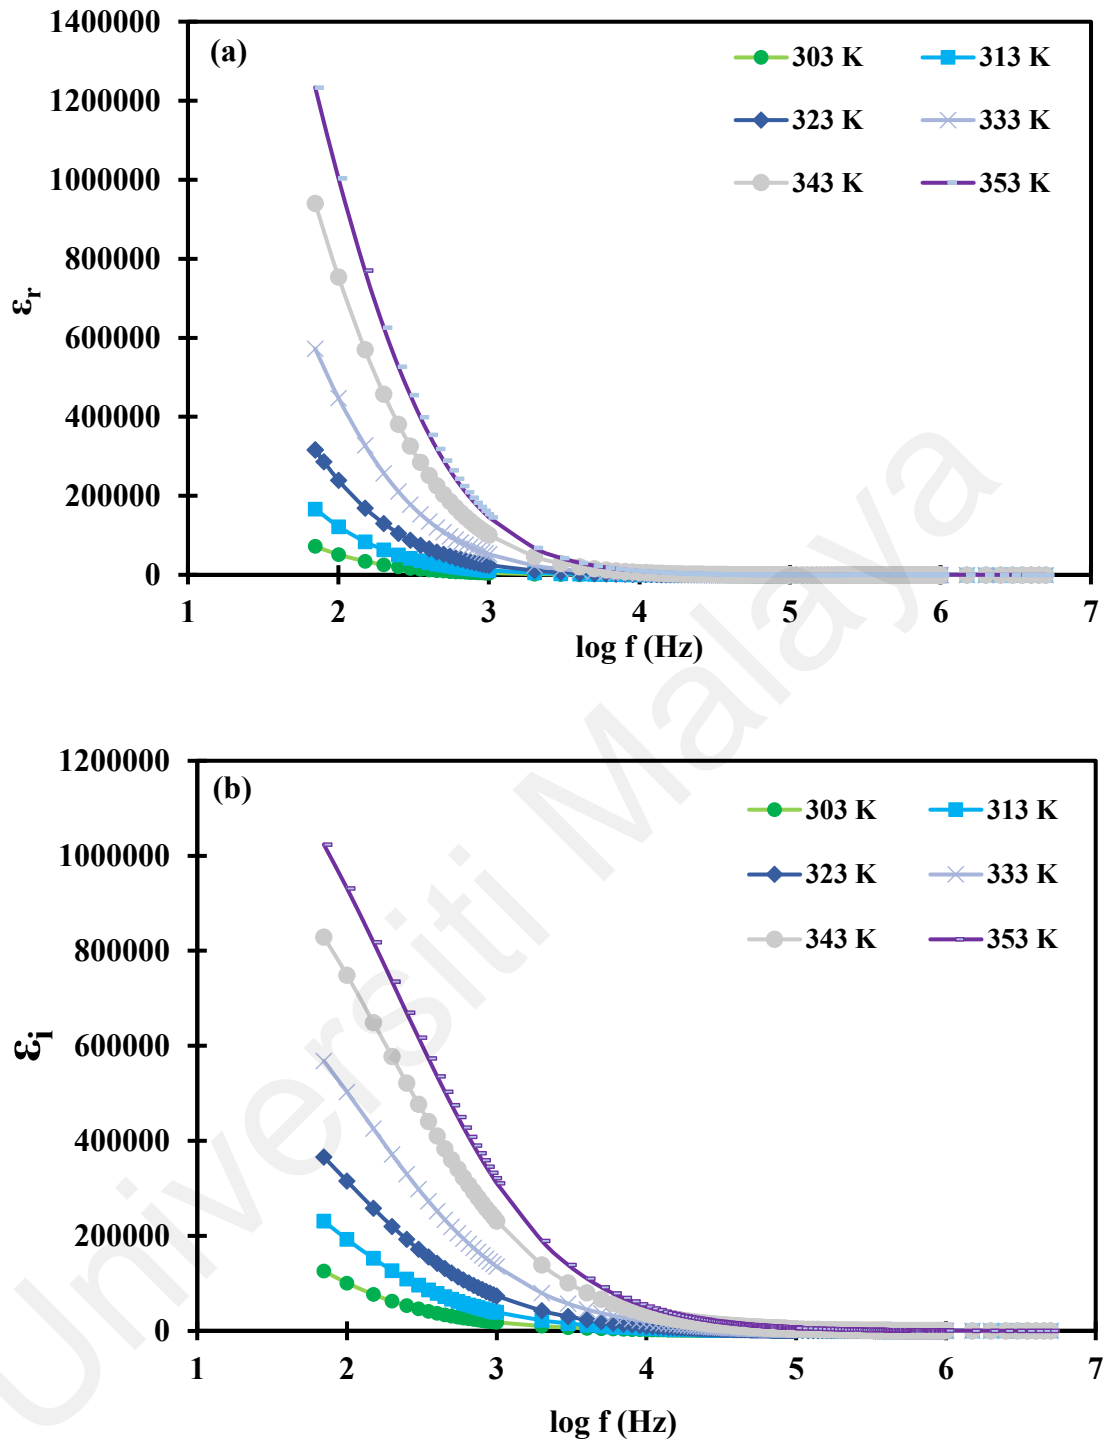 1400000
(a)
303 K
313 K
1200000
323 K
333 K
1000000
343 K
353 K
800000
εr
600000
400000
200000
0
1
2
3
4
5
6
7
log f (Hz)
1200000
(b)
303 K
313 K
1000000
323 K
333 K
800000
343 K
353 K
εi
600000
400000
200000
0
1
2
3
4
5
6
7
log f (Hz)
Universiti Malaya